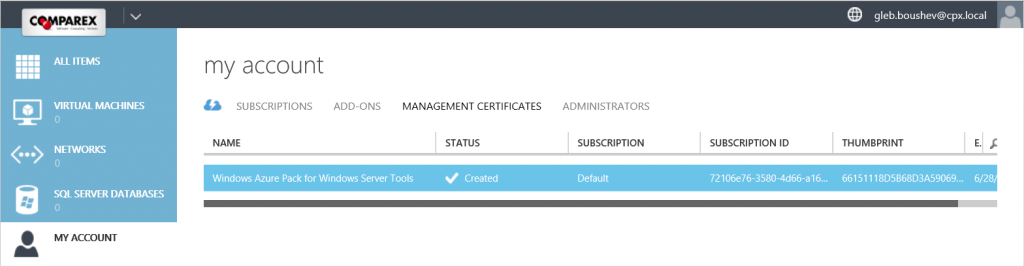 COMPAREX
gleb.boushev@cpx.local
ALL ITEMS
VIRTUAL MACHINES
0
NETWORKS
0
SQL SERVER DATABASES
0
MY ACCOUNT
my account
SUBSCRIPTIONS ADD-ONS MANAGEMENT CERTIFICATES ADMINISTRATORS
NAME STATUS SUBSCRIPTION SUBSCRIPTION ID THUMBPRINT E.
Windows Azure Pack for Windows Server Tools Created Default 72106e76-3580-4d66-a16... 66151118D5B68D3A59069... 6/28/